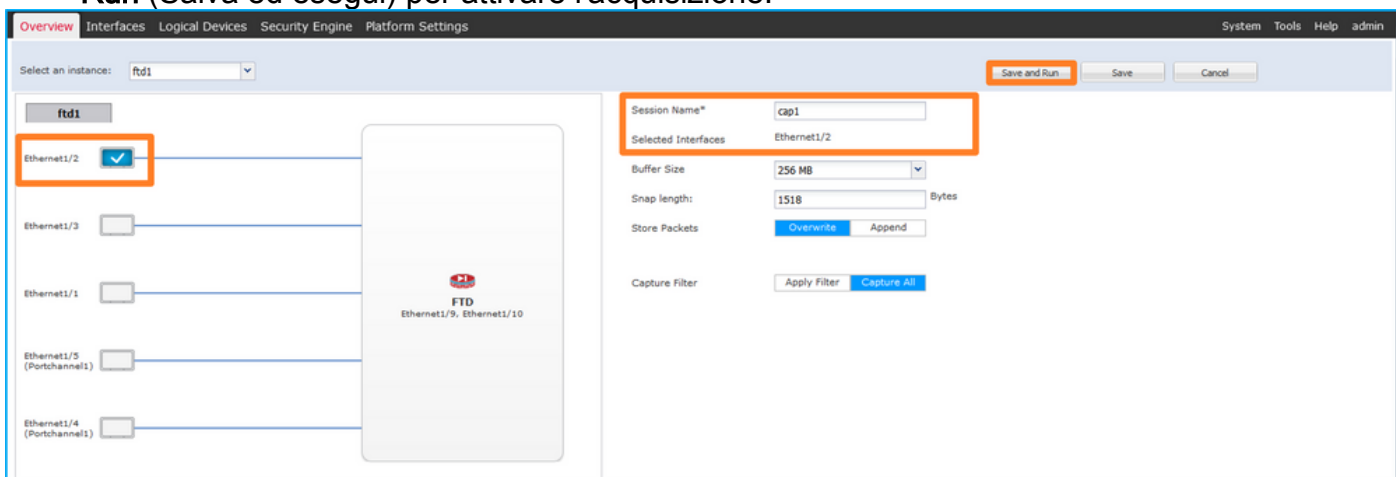 Run (Salva ed esegui) per attivare l'acquisizione.
Overview Interfaces Logical Devices Security Engine Platform Settings System Tools Help admin
Select an instance: ftd1 Save and Run Save Cancel
ftd1
Ethernet1/2
Ethernet1/3
Ethernet1/1
Ethernet1/5
(Portchannel1)
Ethernet1/4
(Portchannel1)
FTD
Ethernet1/9, Ethernet1/10
Session Name* cap1
Selected Interfaces Ethernet1/2
Buffer Size 256 MB
Snap length: 1518 Bytes
Store Packets Overwrite Append
Capture Filter Apply Filter Capture All